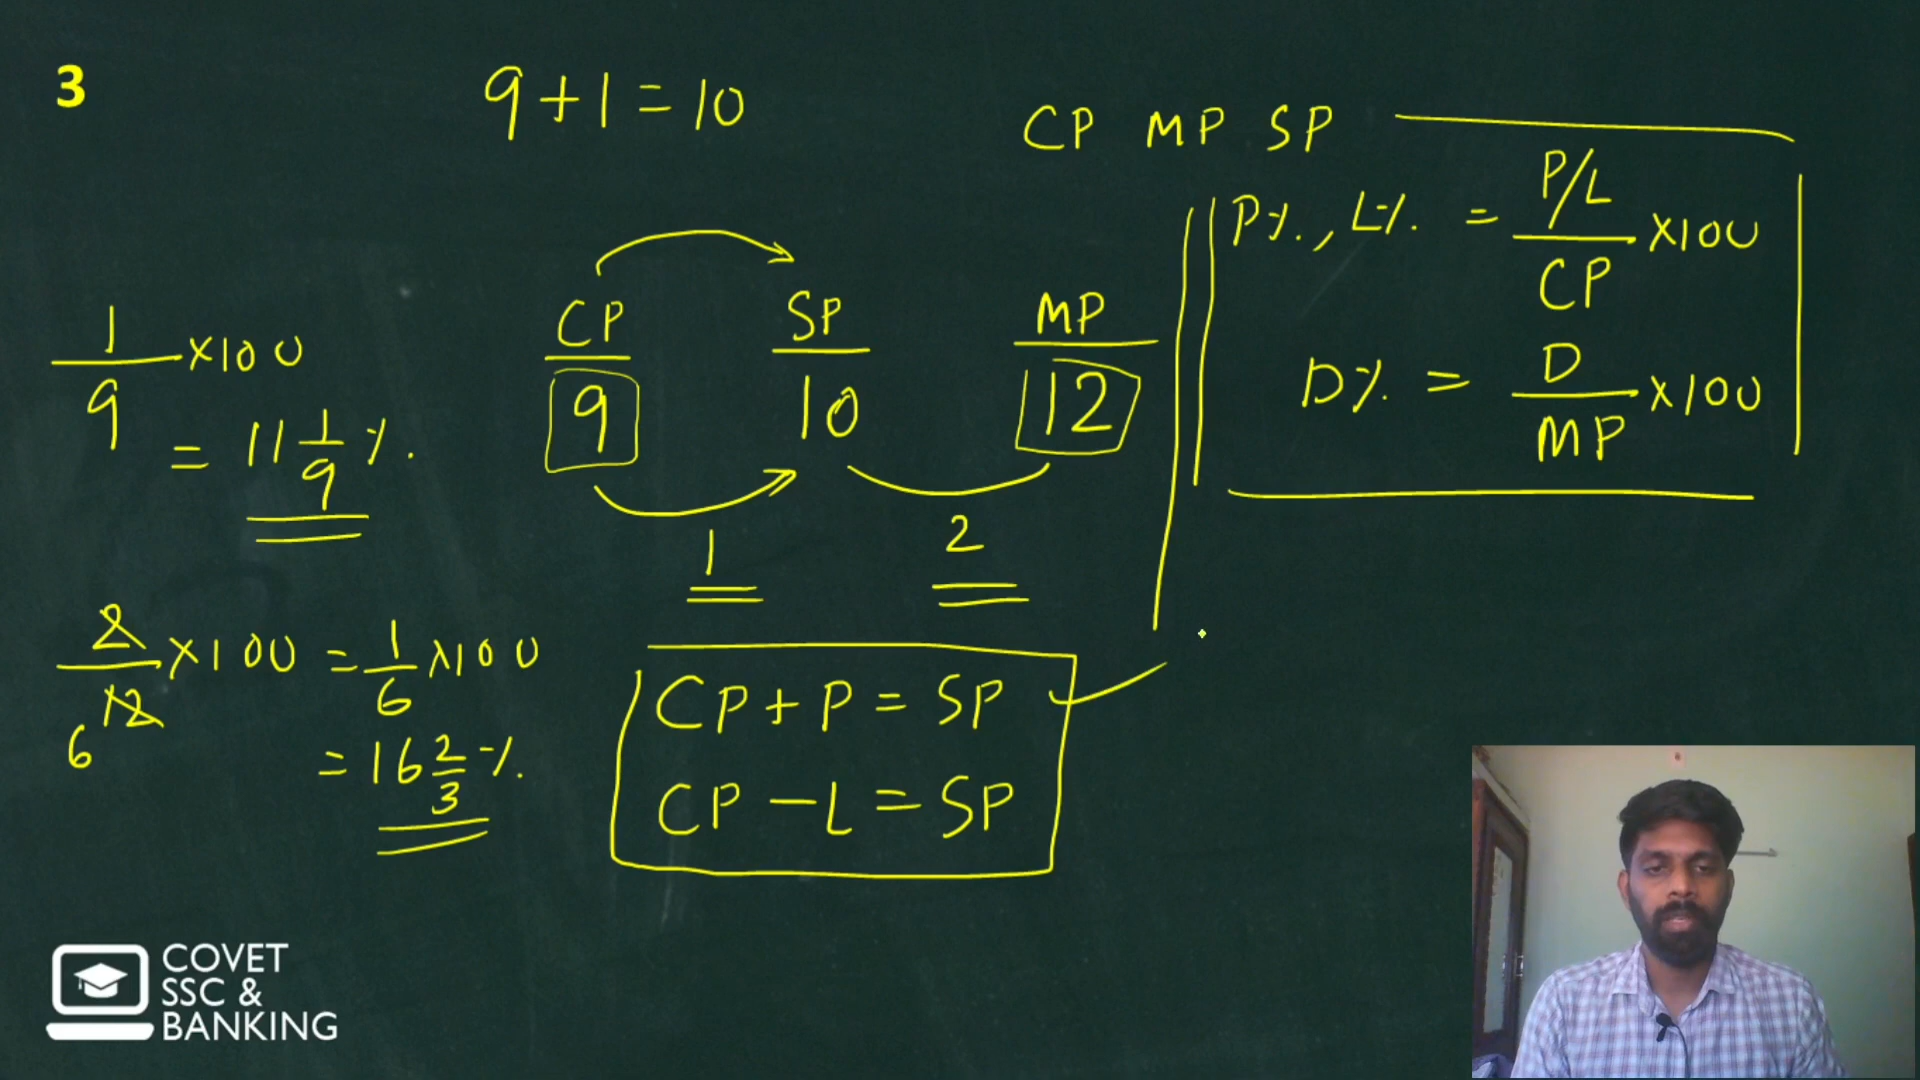 3
9 + 1 = 10
CP MP SP
P%, L% = P/L / CP ×100
D% = D / MP ×100
CP SP MP
9 10 12
1 2
1/9 ×100
= 11 1/9 %.
2/12 ×100 = 1/6 ×100
6
= 16 2/3 %.
CP + P = SP
CP - L = SP
COVET
SSC &
BANKING